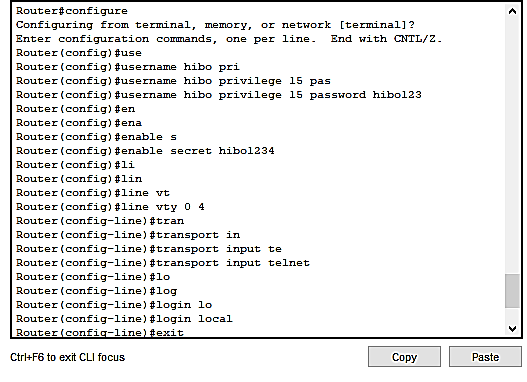 Router#configure
Configuring from terminal, memory, or network [terminal]?
Enter configuration commands, one per line.  End with CNTL/Z.
Router(config)#use
Router(config)#username hibo pri
Router(config)#username hibo privilege 15 pas
Router(config)#username hibo privilege 15 password hibo123
Router(config)#en
Router(config)#ena
Router(config)#enable s
Router(config)#enable secret hibo1234
Router(config)#li
Router(config)#lin
Router(config)#line vt
Router(config)#line vty 0 4
Router(config-line)#tran
Router(config-line)#transport in
Router(config-line)#transport input te
Router(config-line)#transport input telnet
Router(config-line)#lo
Router(config-line)#log
Router(config-line)#login lo
Router(config-line)#login local
Router(config-line)#exit
Ctrl+F6 to exit CLI focus
Copy
Paste